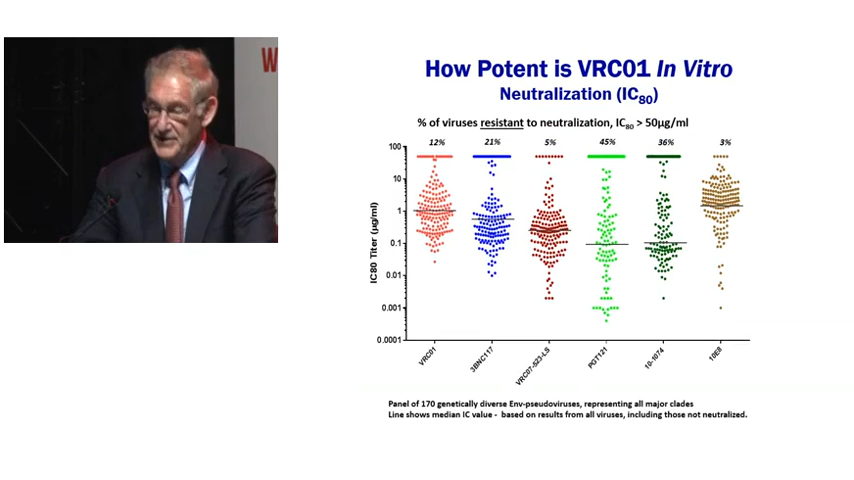 W
How Potent is VRC01 In Vitro
Neutralization (IC80)
% of viruses resistant to neutralization, IC80 > 50µg/ml
12% 21% 5% 45% 36% 3%
100
10
1
0.1
0.01
0.001
0.0001
IC80 Titer (µg/ml)
VRC01 3BNC117 VRC07-523-LS PGT121 10-1074 10E8
Panel of 170 genetically diverse Env-pseudoviruses, representing all major clades
Line shows median IC value - based on results from all viruses, including those not neutralized.